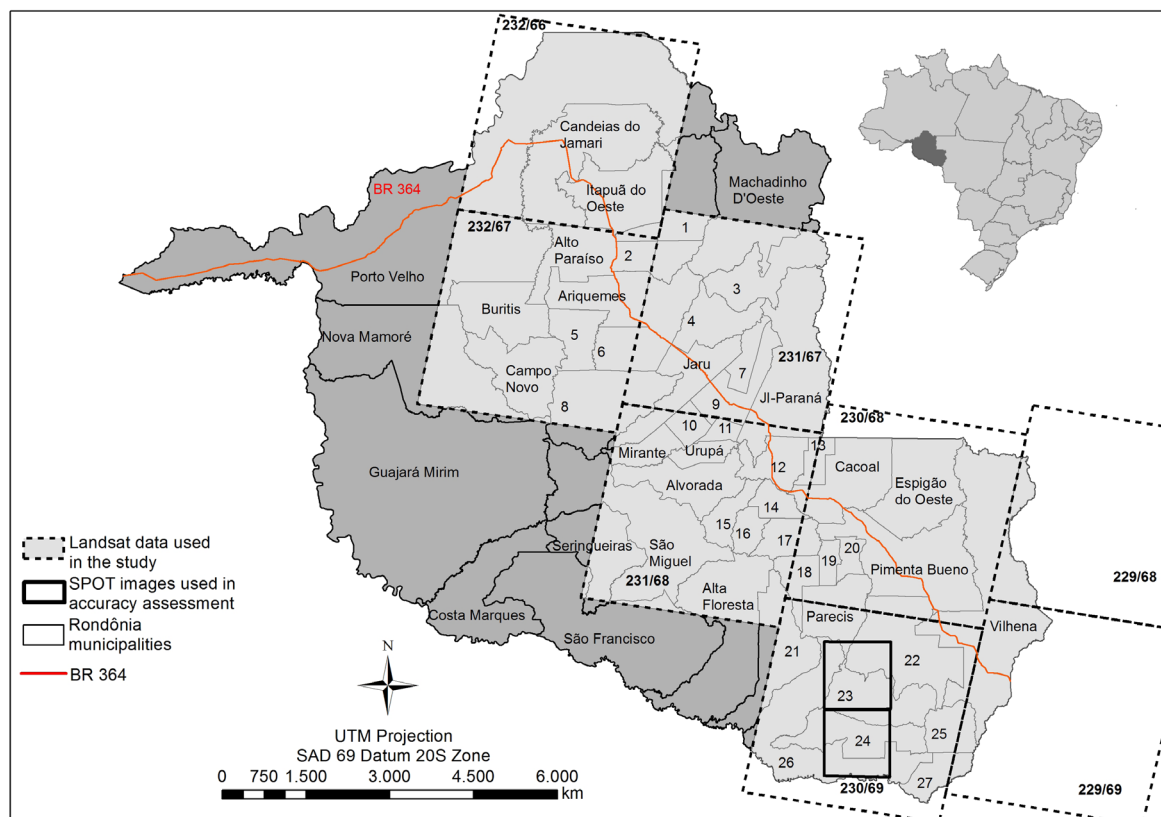 232/66
Candeias do
Jamari
BR 364
Itapuã do
Oeste
Machadinho
D'Oeste
232/67
1
Alto
Paraíso
2
Porto Velho
Ariquemes
3
Buritis
4
Nova Mamoré
5
6
231/67
Jaru
7
Campo
Novo
JI-Paraná
8
9
230/68
10
11
Mirante
Urupá
13
12
Cacoal
Guajará Mirim
Alvorada
Espigão
do Oeste
14
15
16
17
20
Seringueiras
São
Miguel
18
19
Pimenta Bueno
231/68
229/68
Alta
Floresta
Costa Marques
Parecis
Vilhena
São Francisco
21
22
23
24
25
26
27
230/69
229/69
Landsat data used
in the study
SPOT images used in
accuracy assessment
Rondônia
municipalities
BR 364
N
UTM Projection
SAD 69 Datum 20S Zone
0 750 1.500 3.000 4.500 6.000
km